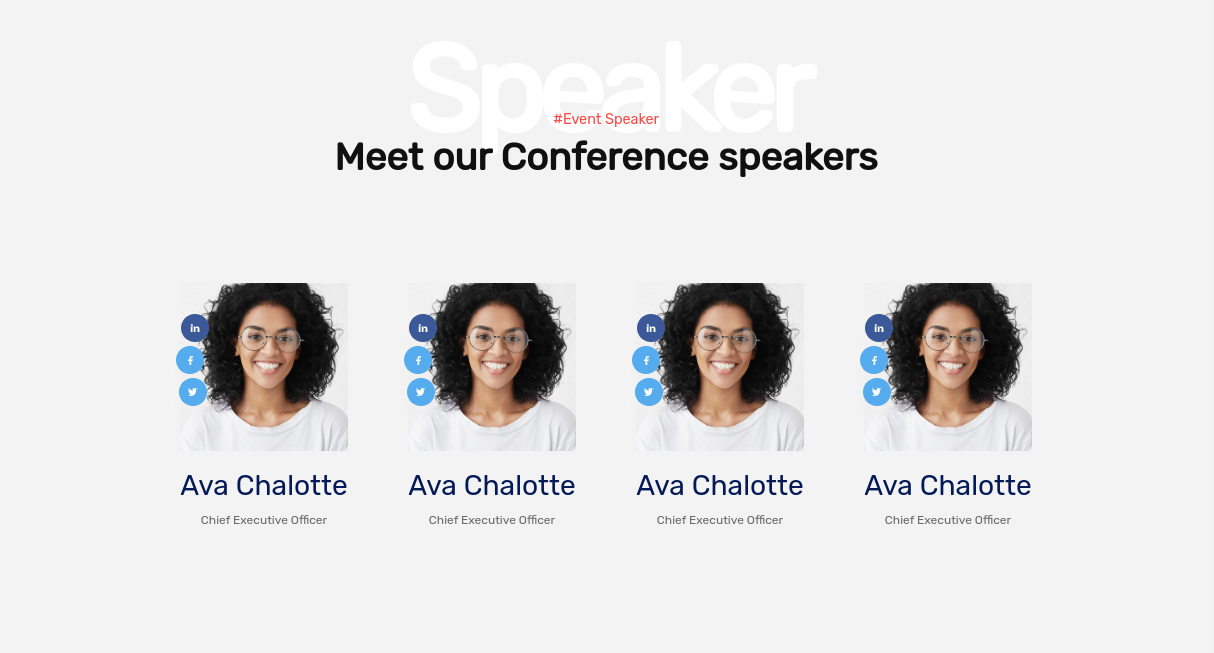 Speaker
#Event Speaker
Meet our Conference speakers
in
in
in
in
f
f
f
f
Ava Chalotte
Ava Chalotte
Ava Chalotte
Ava Chalotte
Chief Executive Officer
Chief Executive Officer
Chief Executive Officer
Chief Executive Officer